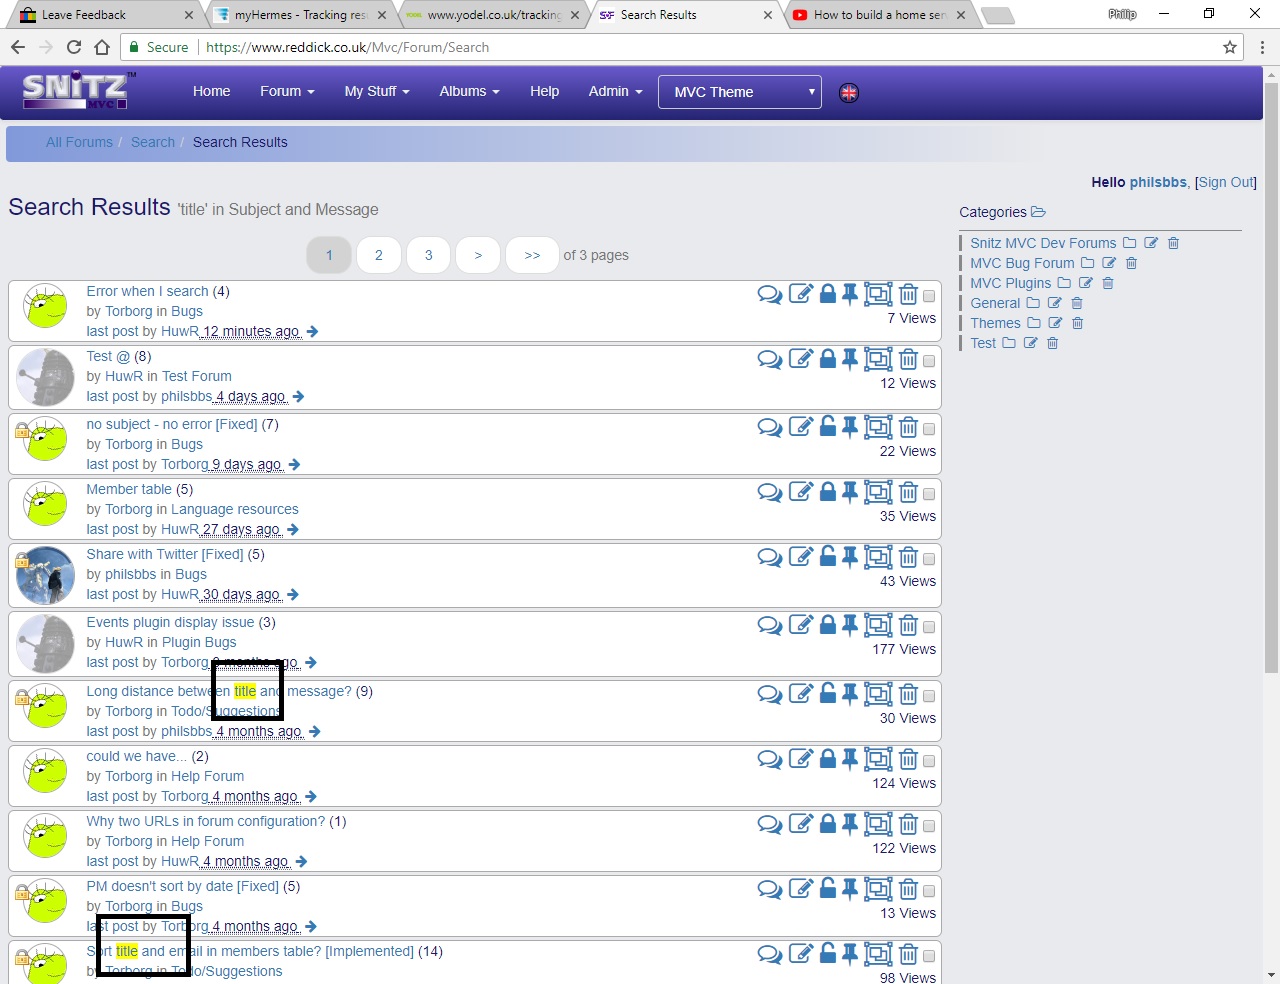 Leave Feedback
myHermes - Tracking resu
www.yodel.co.uk/tracking
Search Results
How to build a home serv
Philip
Secure
https://www.reddick.co.uk/Mvc/Forum/Search
SNiTZ™
MVC
Home
Forum
My Stuff
Albums
Help
Admin
MVC Theme
All Forums / Search / Search Results
Hello philsbbs, [Sign Out]
Search Results 'title' in Subject and Message
1 2 3 > >> of 3 pages
Error when I search (4)
by Torborg in Bugs
last post by HuwR 12 minutes ago
7 Views
Test @ (8)
by HuwR in Test Forum
last post by philsbbs 4 days ago
12 Views
no subject - no error [Fixed] (7)
by Torborg in Bugs
last post by Torborg 9 days ago
22 Views
Member table (5)
by Torborg in Language resources
last post by HuwR 27 days ago
35 Views
Share with Twitter [Fixed] (5)
by philsbbs in Bugs
last post by HuwR 30 days ago
43 Views
Events plugin display issue (3)
by HuwR in Plugin Bugs
last post by Torborg months ago
177 Views
Long distance between title and message? (9)
by Torborg in Todo/Suggestions
last post by philsbbs 4 months ago
30 Views
could we have... (2)
by Torborg in Help Forum
last post by Torborg 4 months ago
124 Views
Why two URLs in forum configuration? (1)
by Torborg in Help Forum
last post by HuwR 4 months ago
122 Views
PM doesn't sort by date [Fixed] (5)
by Torborg in Bugs
last post by Torborg 4 months ago
13 Views
Sort title and email in members table? [Implemented] (14)
by Torborg in Todo/Suggestions
98 Views
Categories
Snitz MVC Dev Forums
MVC Bug Forum
MVC Plugins
General
Themes
Test